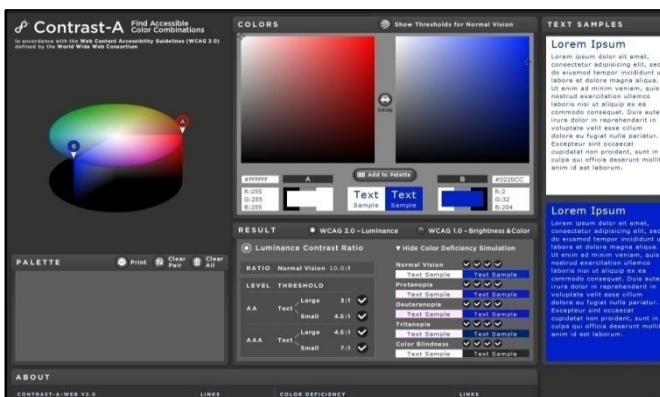 Contrast-A Find Accessible
Color Combinations
In accordance with the Web Content Accessibility Guidelines (WCAG 2.0)
defined by the World Wide Web Consortium
A
B
COLORS
Show Thresholds for Normal Vision
Swap
#FFFFFF A
Add to Palette
B #0220CC
R:255
G:255
B:255
Text Text
Sample Sample
R:2
G:32
B:204
RESULT WCAG 2.0 - Luminance WCAG 1.0 - Brightness & Color
Luminance Contrast Ratio
RATIO Normal Vision 10.0:1
LEVEL THRESHOLD
AA Text Large 3:1
Small 4.5:1
AAA Text Large 4.5:1
Small 7:1
▼ Hide Color Deficiency Simulation
Normal Vision
Text Sample Text Sample
Protanopia
Text Sample Text Sample
Deuteranopia
Text Sample Text Sample
Tritanopia
Text Sample Text Sample
Color Blindness
Text Sample Text Sample
PALETTE Print Clear Pair Clear All
TEXT SAMPLES
Lorem Ipsum
Lorem ipsum dolor sit amet,
consectetur adipisicing elit, sed
do eiusmod tempor incididunt u
labore et dolore magna aliqua.
Ut enim ad minim veniam, quis
nostrud exercitation ullamco
laboris nisi ut aliquip ex ea
commodo consequat. Duis aute
irure dolor in reprehenderit in
voluptate velit esse cillum
dolore eu fugiat nulla pariatur.
Excepteur sint occaecat
cupidatat non proident, sunt in
culpa qui officia deserunt mollit
anim id est laborum.
Lorem Ipsum
Lorem ipsum dolor sit amet,
consectetur adipisicing elit, sed
do eiusmod tempor incididunt u
labore et dolore magna aliqua.
Ut enim ad minim veniam, quis
nostrud exercitation ullamco
laboris nisi ut aliquip ex ea
commodo consequat. Duis aute
irure dolor in reprehenderit in
voluptate velit esse cillum
dolore eu fugiat nulla pariatur.
Excepteur sint occaecat
cupidatat non proident, sunt in
culpa qui officia deserunt mollit
anim id est laborum.
ABOUT
CONTRAST-A-WEB V2.0 LINKS COLOR DEFICIENCY LINKS